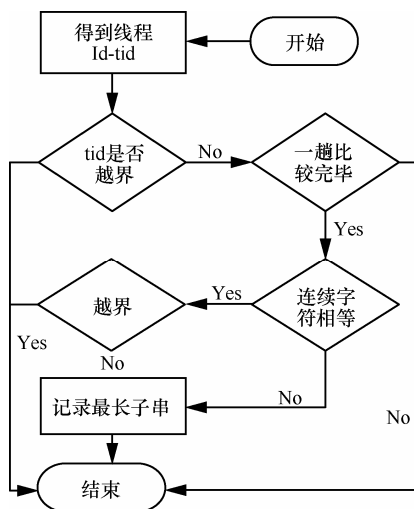 得到线程
Id-tid
开始
tid是否
越界
No
一趟比
较完毕
Yes
越界
Yes
连续字
符相等
Yes
No
No
记录最长子串
No
结束